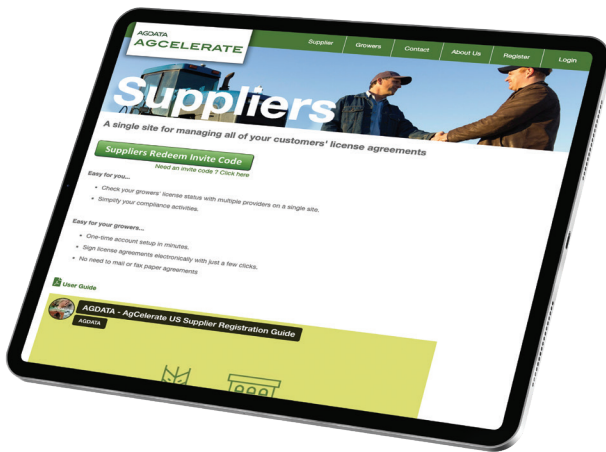 AGDATA
AGCELERATE
Supplier
Growers
Contact
About Us
Register
Login
Suppliers
A single site for managing all of your customers' license agreements
Suppliers Redeem Invite Code
Need an invite code ? Click here
Easy for you...
• Check your growers' license status with multiple providers on a single site.
• Simplify your compliance activities.
Easy for your growers...
• One-time account setup in minutes.
• Sign license agreements electronically with just a few clicks.
• No need to mail or fax paper agreements
User Guide
AGDATA - AgCelerate US Supplier Registration Guide
AGDATA